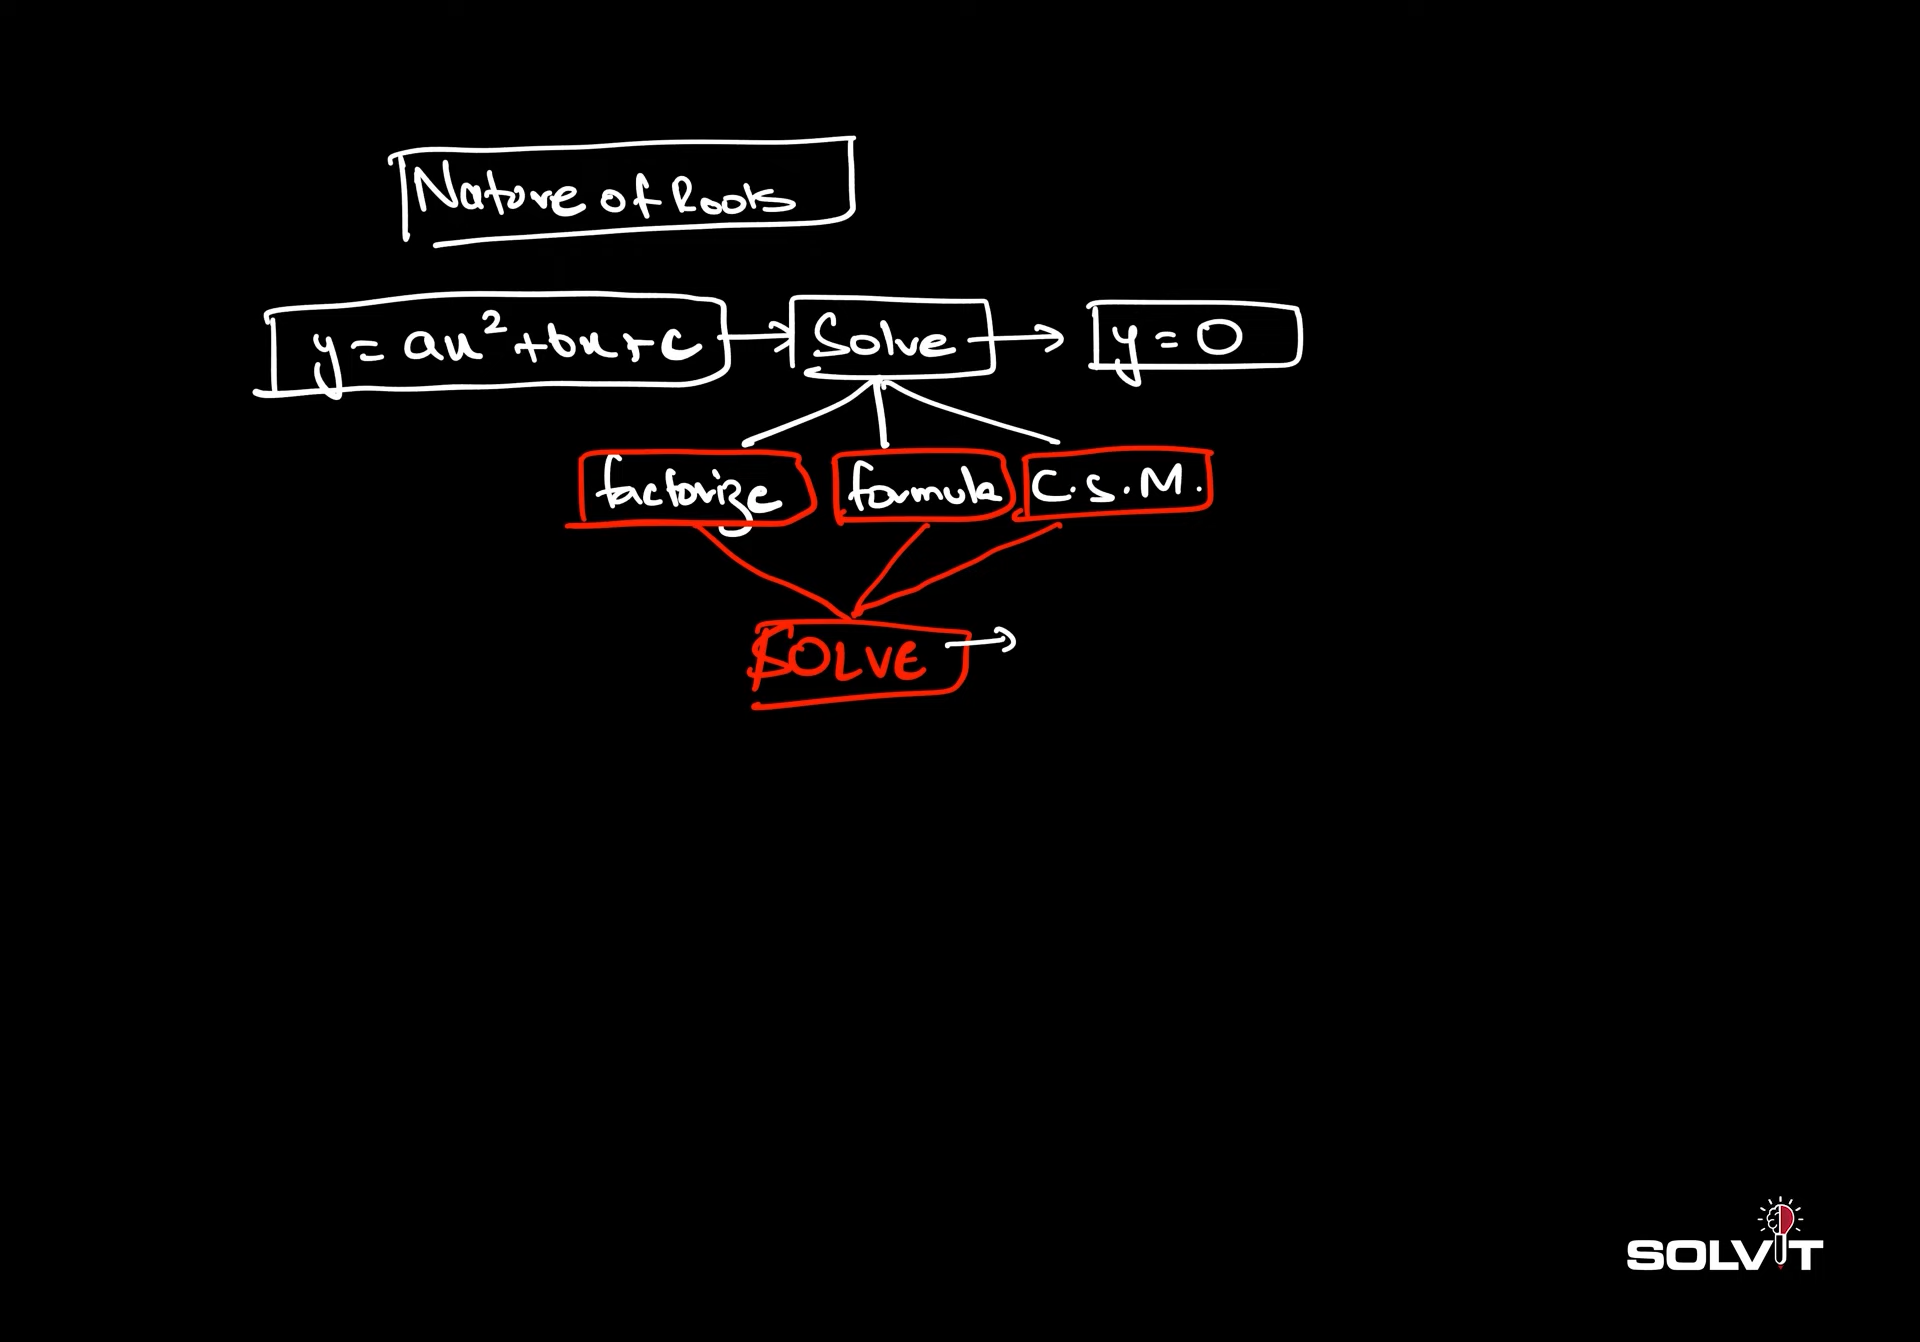 Nature of Roots
y = ax² + bx + c → Solve → y = 0
factorize formula C.S.M.
SOLVE →
SOLVIT